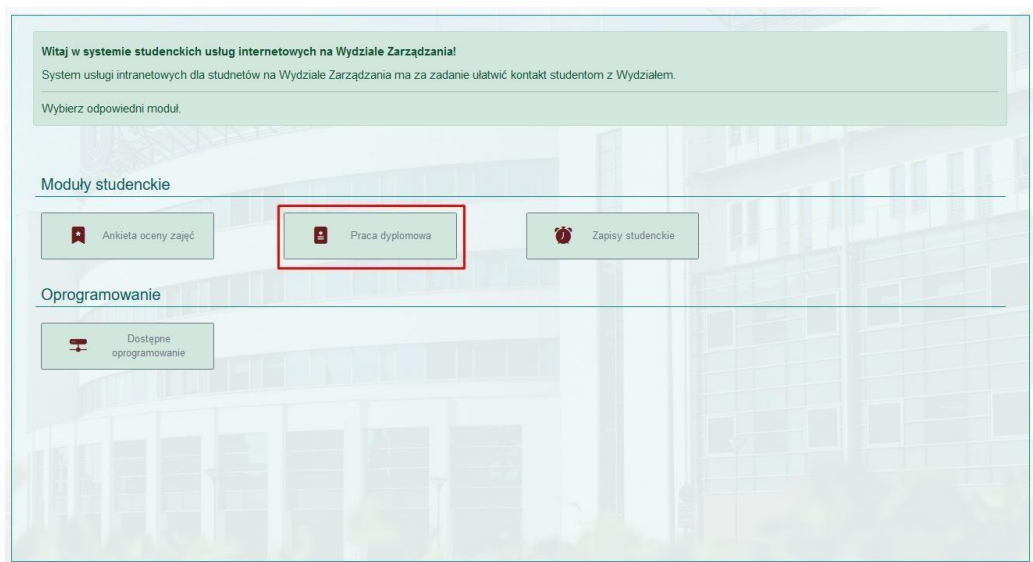 Witaj w systemie studenckich usług internetowych na Wydziale Zarządzania!
System usługi intranetowych dla studnetów na Wydziale Zarządzania ma za zadanie ułatwić kontakt studentom z Wydziałem.
Wybierz odpowiedni moduł.
Moduły studenckie
Ankieta oceny zajęć
Praca dyplomowa
Zapisy studenckie
Oprogramowanie
Dostępne
oprogramowanie